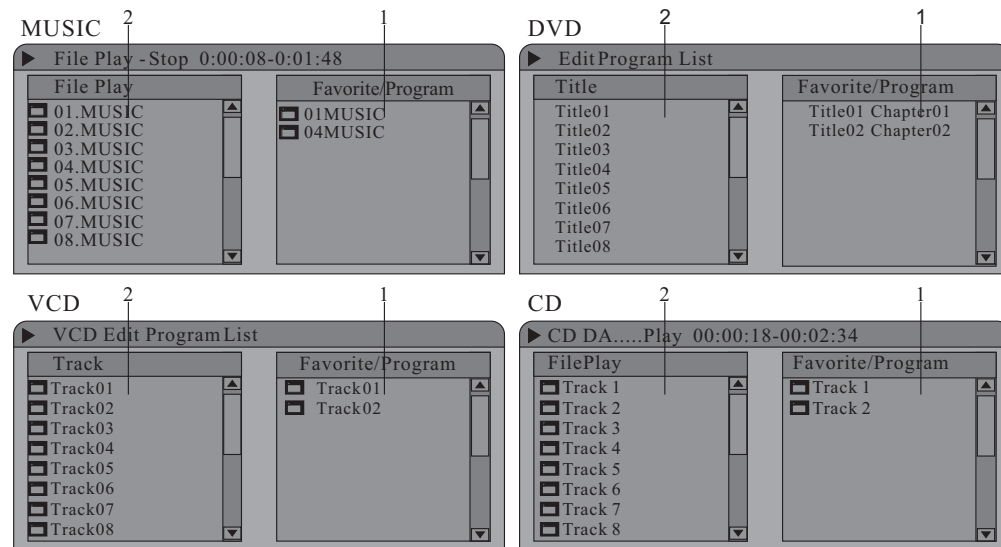 MUSIC
2
1
File Play - Stop 0:00:08-0:01:48
File Play
01.MUSIC
02.MUSIC
03.MUSIC
04.MUSIC
05.MUSIC
06.MUSIC
07.MUSIC
08.MUSIC
Favorite/Program
01MUSIC
04MUSIC
DVD
2
1
Edit Program List
Title
Title01
Title02
Title03
Title04
Title05
Title06
Title07
Title08
Favorite/Program
Title01 Chapter01
Title02 Chapter02
VCD
2
1
VCD Edit Program List
Track
Track01
Track02
Track03
Track04
Track05
Track06
Track07
Track08
Favorite/Program
Track01
Track02
CD
2
1
CD DA.....Play 00:00:18-00:02:34
FilePlay
Track 1
Track 2
Track 3
Track 4
Track 5
Track 6
Track 7
Track 8
Favorite/Program
Track 1
Track 2